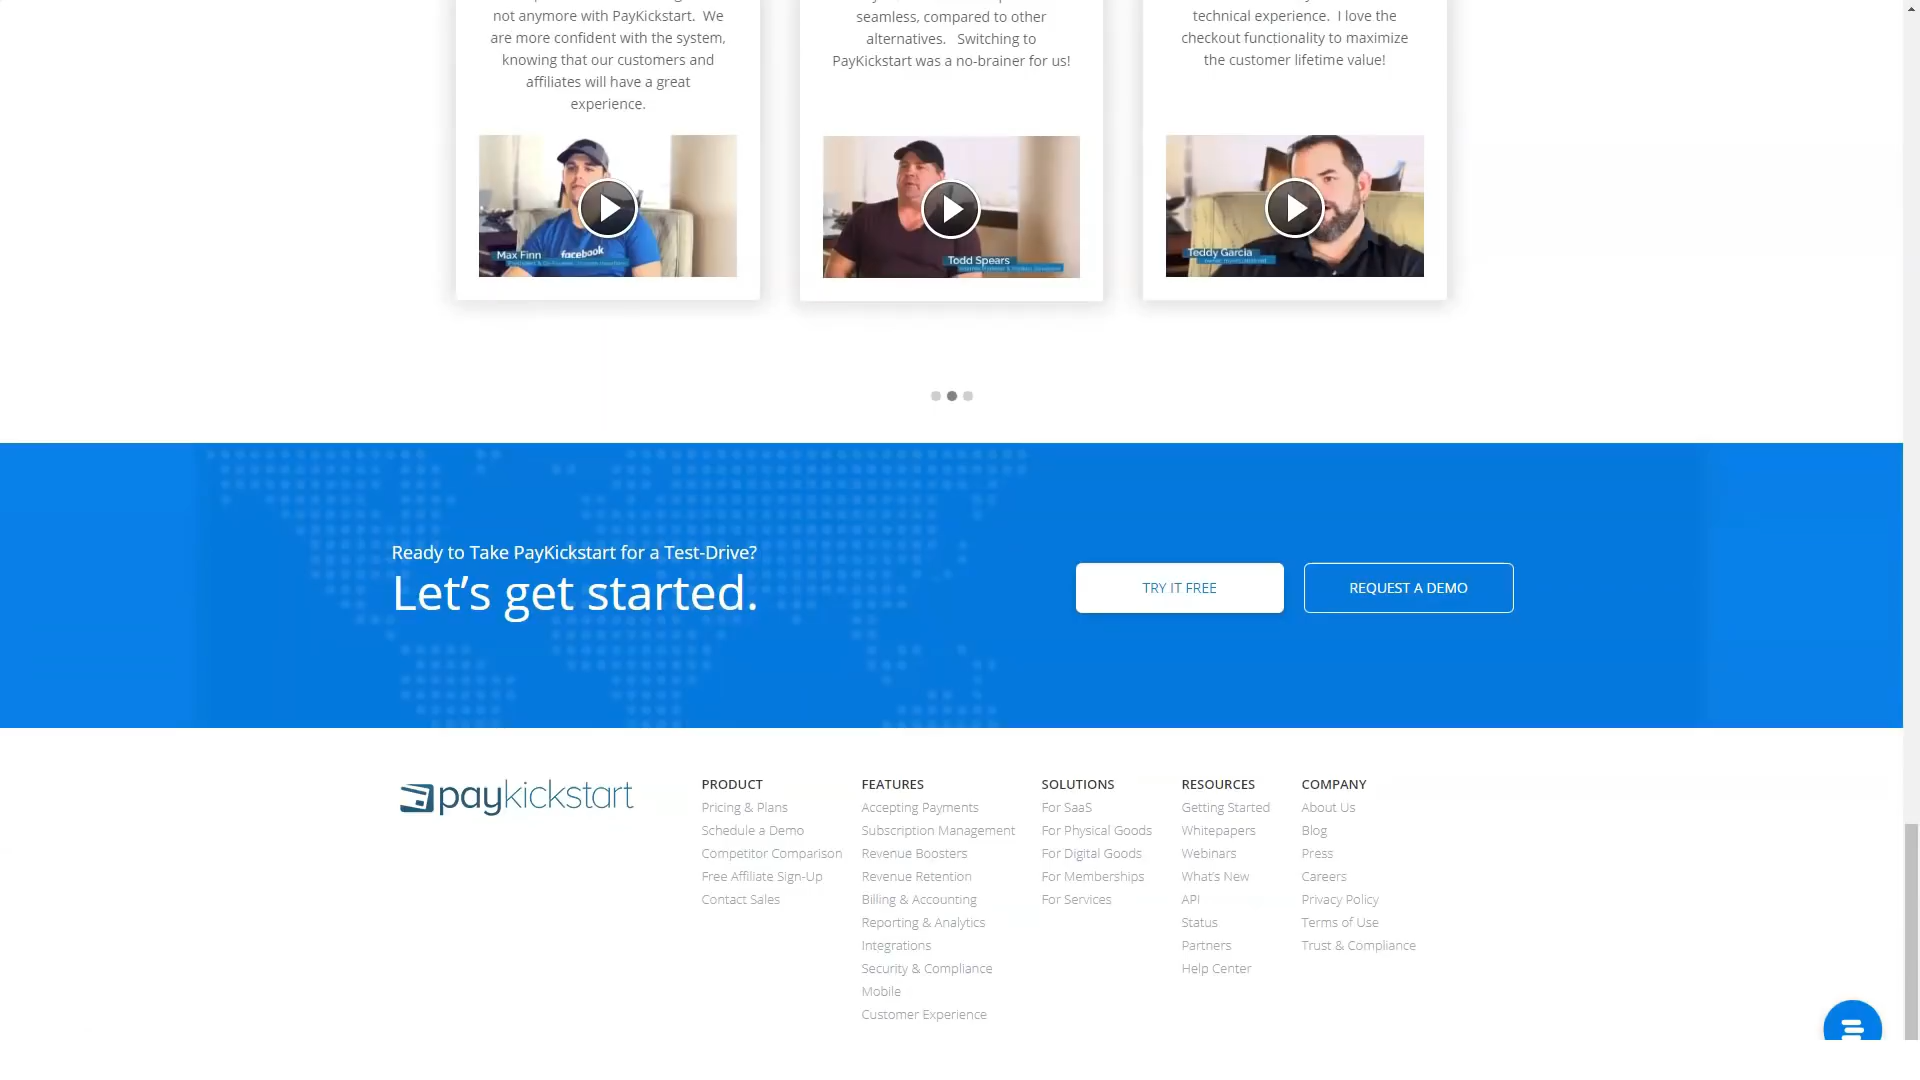 not anymore with PayKickstart. We
are more confident with the system,
knowing that our customers and
affiliates will have a great
experience.
seamless, compared to other
alternatives. Switching to
PayKickstart was a no-brainer for us!
technical experience. I love the
checkout functionality to maximize
the customer lifetime value!
Max Finn
facebook
Todd Spears
Teddy Garcia
Ready to Take PayKickstart for a Test-Drive?
Let's get started.
TRY IT FREE
REQUEST A DEMO
paykickstart
PRODUCT
Pricing & Plans
Schedule a Demo
Competitor Comparison
Free Affiliate Sign-Up
Contact Sales
FEATURES
Accepting Payments
Subscription Management
Revenue Boosters
Revenue Retention
Billing & Accounting
Reporting & Analytics
Integrations
Security & Compliance
Mobile
Customer Experience
SOLUTIONS
For SaaS
For Physical Goods
For Digital Goods
For Memberships
For Services
RESOURCES
Getting Started
Whitepapers
Webinars
What's New
API
Status
Partners
Help Center
COMPANY
About Us
Blog
Press
Careers
Privacy Policy
Terms of Use
Trust & Compliance